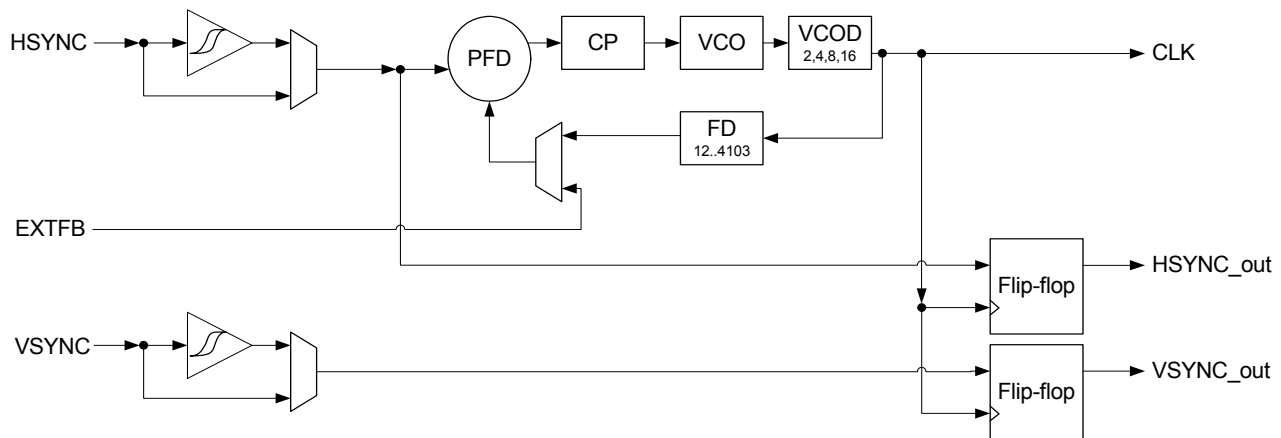 HSYNC
PFD
CP
VCO
VCOD
2,4,8,16
CLK
FD
12..4103
EXTFB
Flip-flop
HSYNC_out
VSYNC
Flip-flop
VSYNC_out